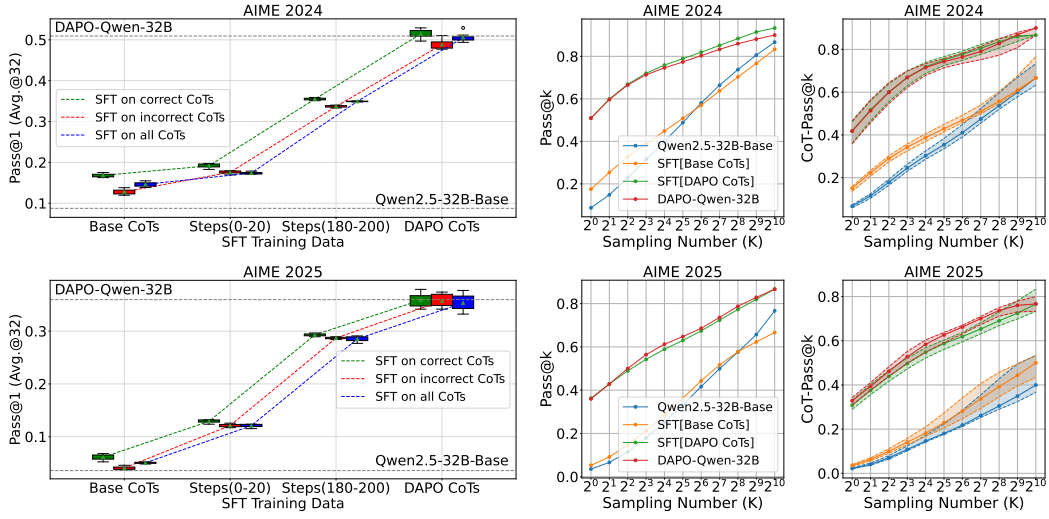 AIME 2024
DAPO-Qwen-32B
0.5
0.4
0.3
0.2
0.1
Pass@1 (Avg.@32)
SFT on correct CoTs
SFT on incorrect CoTs
SFT on all CoTs
Qwen2.5-32B-Base
Base CoTs Steps(0-20) Steps(180-200) DAPO CoTs
SFT Training Data
AIME 2024
0.8
0.6
0.4
0.2
Pass@k
Qwen2.5-32B-Base
SFT[Base CoTs]
SFT[DAPO CoTs]
DAPO-Qwen-32B
2^0 2^1 2^2 2^3 2^4 2^5 2^6 2^7 2^8 2^9 2^10
Sampling Number (K)
AIME 2024
0.8
0.6
0.4
0.2
0.0
CoT-Pass@k
2^0 2^1 2^2 2^3 2^4 2^5 2^6 2^7 2^8 2^9 2^10
Sampling Number (K)
AIME 2025
DAPO-Qwen-32B
0.3
0.2
0.1
Pass@1 (Avg.@32)
SFT on correct CoTs
SFT on incorrect CoTs
SFT on all CoTs
Qwen2.5-32B-Base
Base CoTs Steps(0-20) Steps(180-200) DAPO CoTs
SFT Training Data
AIME 2025
0.8
0.6
0.4
0.2
0.0
Pass@k
Qwen2.5-32B-Base
SFT[Base CoTs]
SFT[DAPO CoTs]
DAPO-Qwen-32B
2^0 2^1 2^2 2^3 2^4 2^5 2^6 2^7 2^8 2^9 2^10
Sampling Number (K)
AIME 2025
0.8
0.6
0.4
0.2
0.0
CoT-Pass@k
2^0 2^1 2^2 2^3 2^4 2^5 2^6 2^7 2^8 2^9 2^10
Sampling Number (K)